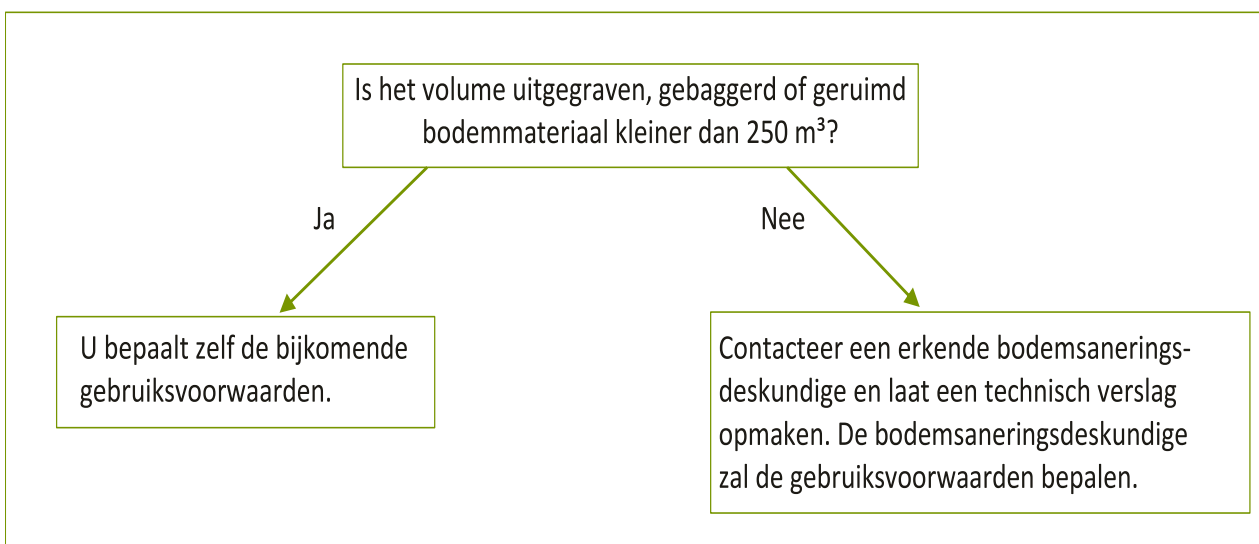 Is het volume uitgegraven, gebaggerd of geruimd
bodemmateriaal kleiner dan 250 m³?
Ja
Nee
U bepaalt zelf de bijkomende
gebruiksvoorwaarden.
Contacteer een erkende bodemsanerings-
deskundige en laat een technisch verslag
opmaken. De bodemsaneringsdeskundige
zal de gebruiksvoorwaarden bepalen.